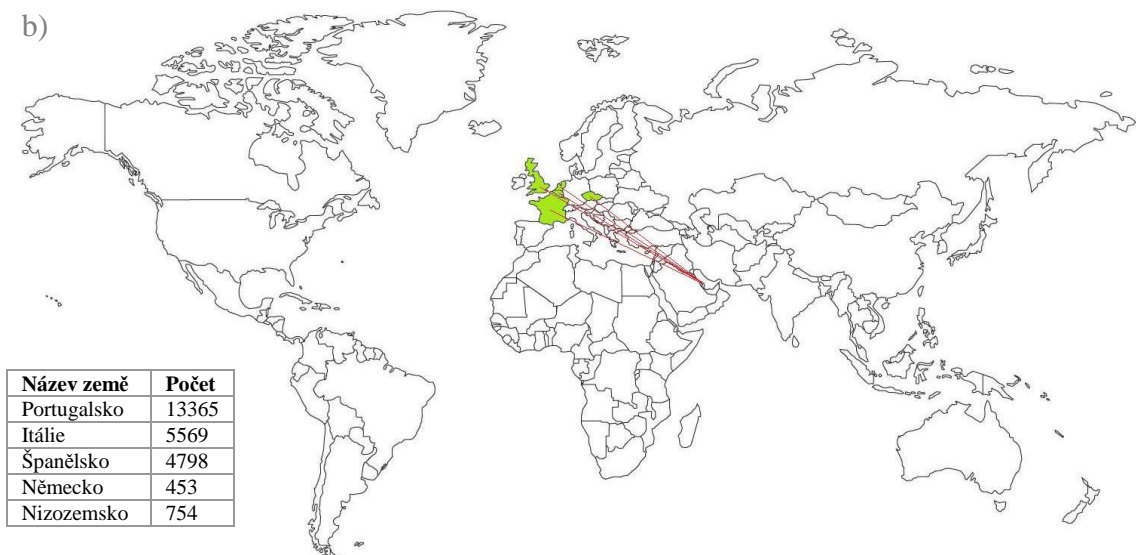 b)
Název země Počet
Portugalsko 13365
Itálie 5569
Španělsko 4798
Německo 453
Nizozemsko 754